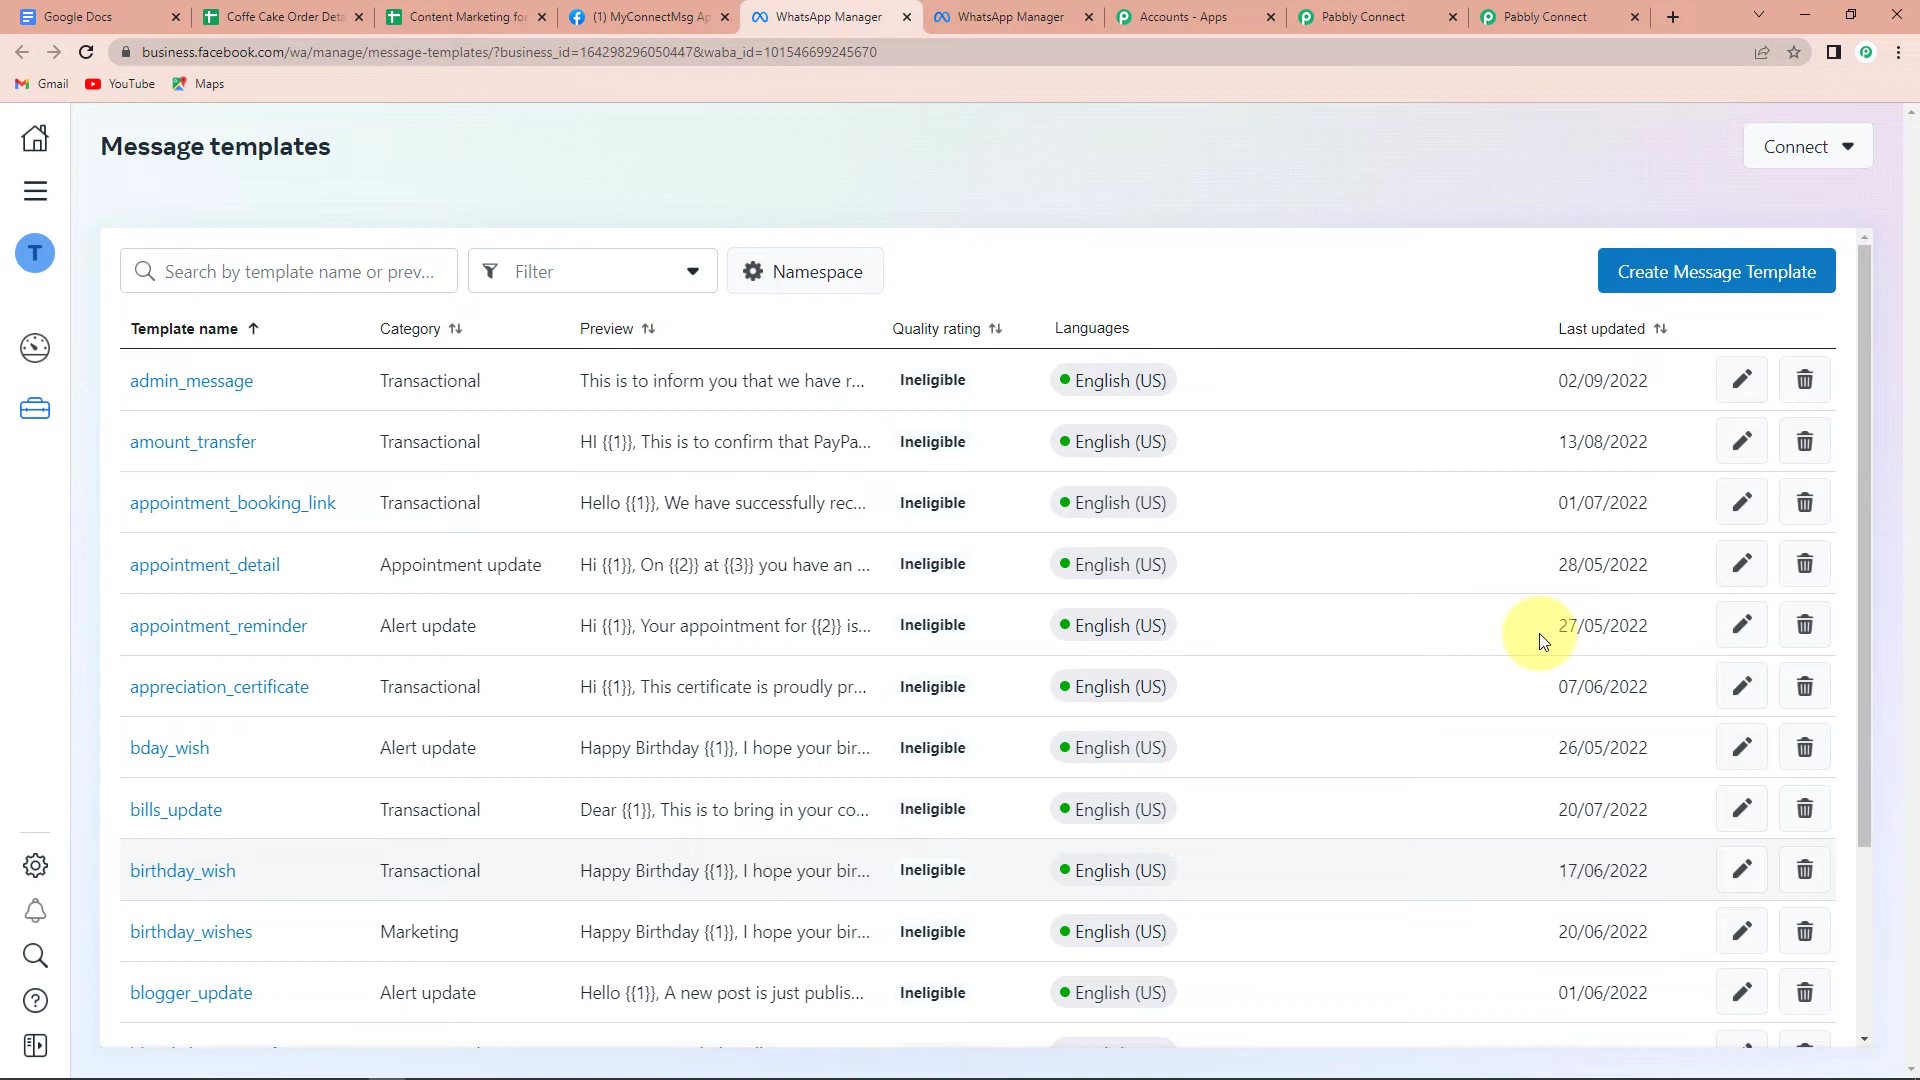 Google Docs
Coffe Cake Order Deta
Content Marketing fo
(1) MyConnectMsg Ap
WhatsApp Manager
WhatsApp Manager
Accounts - Apps
Pabbly Connect
Pabbly Connect
business.facebook.com/wa/manage/message-templates/?business_id=164298296050447&waba_id=101546699245670
Gmail
YouTube
Maps
Message templates
Connect
T
Search by template name or prev...
Filter
Namespace
Create Message Template
Template name Category Preview Quality rating Languages Last updated
admin_message Transactional This is to inform you that we have r... Ineligible English (US) 02/09/2022
amount_transfer Transactional HI {{1}}, This is to confirm that PayPa... Ineligible English (US) 13/08/2022
appointment_booking_link Transactional Hello {{1}}, We have successfully rec... Ineligible English (US) 01/07/2022
appointment_detail Appointment update Hi {{1}}, On {{2}} at {{3}} you have an ... Ineligible English (US) 28/05/2022
appointment_reminder Alert update Hi {{1}}, Your appointment for {{2}} is... Ineligible English (US) 27/05/2022
appreciation_certificate Transactional Hi {{1}}, This certificate is proudly pr... Ineligible English (US) 07/06/2022
bday_wish Alert update Happy Birthday {{1}}, I hope your bir... Ineligible English (US) 26/05/2022
bills_update Transactional Dear {{1}}, This is to bring in your co... Ineligible English (US) 20/07/2022
birthday_wish Transactional Happy Birthday {{1}}, I hope your bir... Ineligible English (US) 17/06/2022
birthday_wishes Marketing Happy Birthday {{1}}, I hope your bir... Ineligible English (US) 20/06/2022
blogger_update Alert update Hello {{1}}, A new post is just publis... Ineligible English (US) 01/06/2022